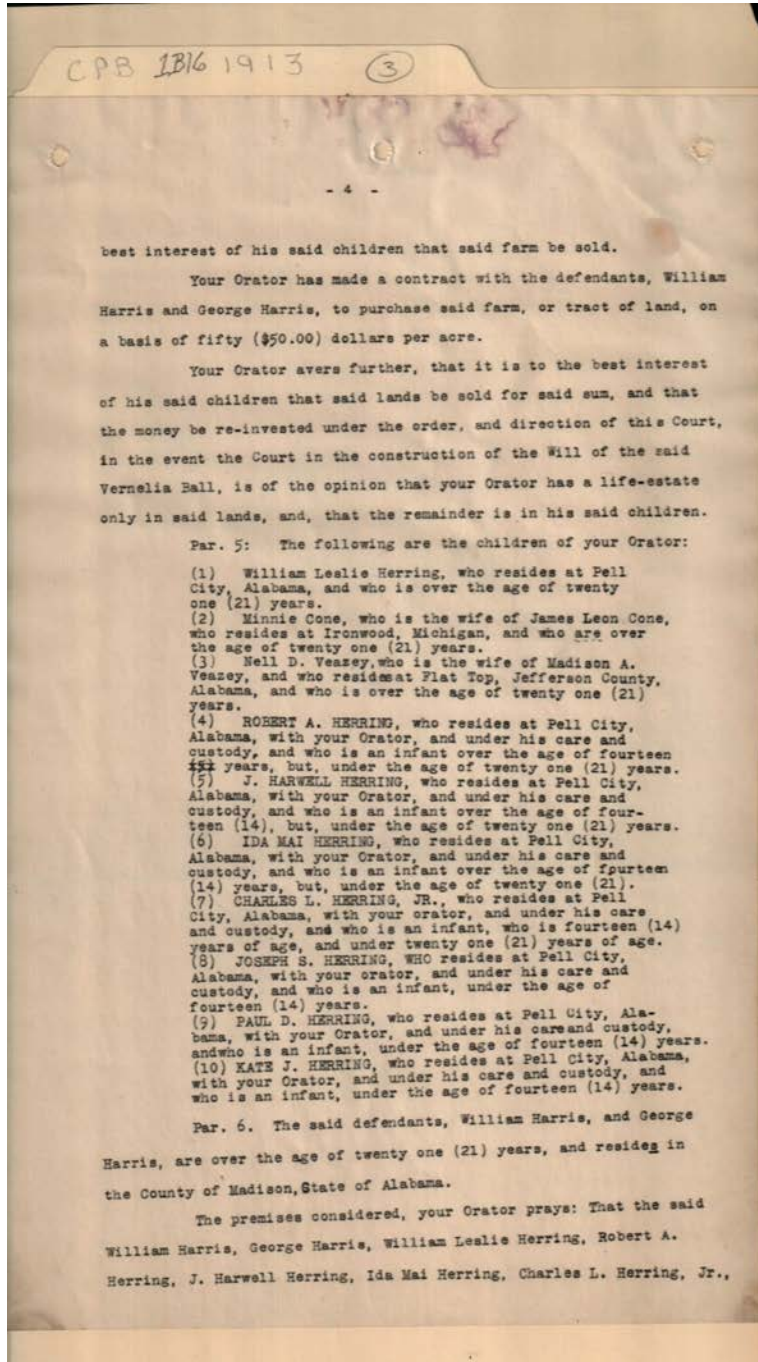 CPB 1B16 1913 3
- 4 -
best interest of his said children that said farm be sold.
Your Orator has made a contract with the defendants, William
Harris and George Harris, to purchase said farm, or tract of land, on
a basis of fifty ($50.00) dollars per acre.
Your Orator avers further, that it is to the best interest
of his said children that said lands be sold for said sum, and that
the money be re-invested under the order, and direction of this Court,
in the event the Court in the construction of the Will of the said
Vernelia Ball, is of the opinion that your Orator has a life-estate
only in said lands, and, that the remainder is in his said children.
Par. 5: The following are the children of your Orator:
(1) William Leslie Herring, who resides at Pell
City, Alabama, and who is over the age of twenty
one (21) years.
(2) Minnie Cone, who is the wife of James Leon Cone,
who resides at Ironwood, Michigan, and who are over
the age of twenty one (21) years.
(3) Nell D. Veazey,who is the wife of Madison A.
Veazey, and who residesat Flat Top, Jefferson County,
Alabama, and who is over the age of twenty one (21)
years.
(4) ROBERT A. HERRING, who resides at Pell City,
Alabama, with your Orator, and under his care and
custody, and who is an infant over the age of fourteen
years, but, under the age of twenty one (21) years.
(5) J. HARWELL HERRING, who resides at Pell City,
Alabama, with your Orator, and under his care and
custody, and who is an infant over the age of four-
teen (14), but, under the age of twenty one (21) years.
(6) IDA MAI HERRING, who resides at Pell City,
Alabama, with your Orator, and under his care and
custody, and who is an infant over the age of fpurteen
(14) years, but, under the age of twenty one (21).
(7) CHARLES L. HERRING, JR., who resides at Pell
City, Alabama, with your orator, and under his care
and custody, and who is an infant, who is fourteen (14)
years of age, and under twenty one (21) years of age.
(8) JOSEPH S. HERRING, WHO resides at Pell City,
Alabama, with your orator, and under his care and
custody, and who is an infant, under the age of
fourteen (14) years.
(9) PAUL D. HERRING, who resides at Pell City, Ala-
bama, with your Orator, and under his careand custody,
andwho is an infant, under the age of fourteen (14) years.
(10) KATE J. HERRING, who resides at Pell City, Alabama,
with your Orator, and under his care and custody, and
who is an infant, under the age of fourteen (14) years.
Par. 6. The said defendants, William Harris, and George
Harris, are over the age of twenty one (21) years, and resides in
the County of Madison,State of Alabama.
The premises considered, your Orator prays: That the said
William Harris, George Harris, William Leslie Herring, Robert A.
Herring, J. Harwell Herring, Ida Mai Herring, Charles L. Herring, Jr.,